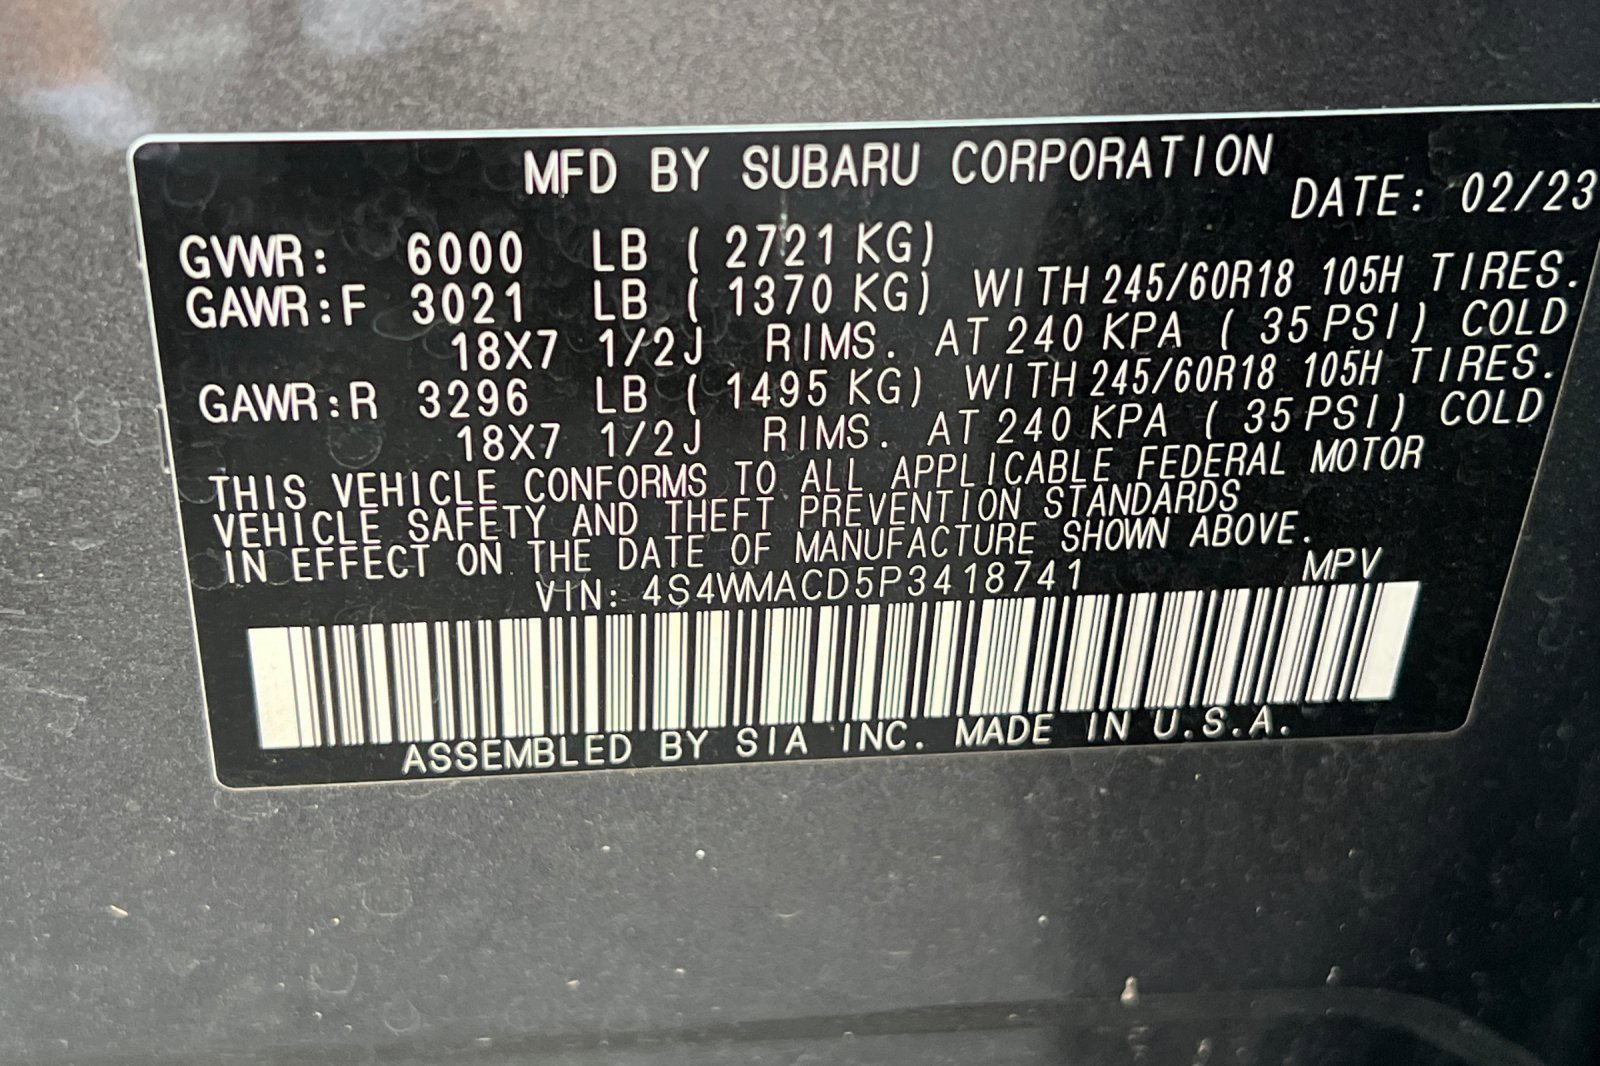 MFD BY SUBARU CORPORATION
DATE: 02/23
GVWR: 6000 LB ( 2721 KG)
GAWR:F 3021 LB ( 1370 KG) WITH 245/60R18 105H TIRES.
18X7 1/2J RIMS. AT 240 KPA ( 35 PSI) COLD
GAWR:R 3296 LB ( 1495 KG) WITH 245/60R18 105H TIRES.
18X7 1/2J RIMS. AT 240 KPA ( 35 PSI) COLD
THIS VEHICLE CONFORMS TO ALL APPLICABLE FEDERAL MOTOR
VEHICLE SAFETY AND THEFT PREVENTION STANDARDS
IN EFFECT ON THE DATE OF MANUFACTURE SHOWN ABOVE.
VIN: 4S4WMACD5P3418741 MPV
ASSEMBLED BY SIA INC. MADE IN U.S.A.